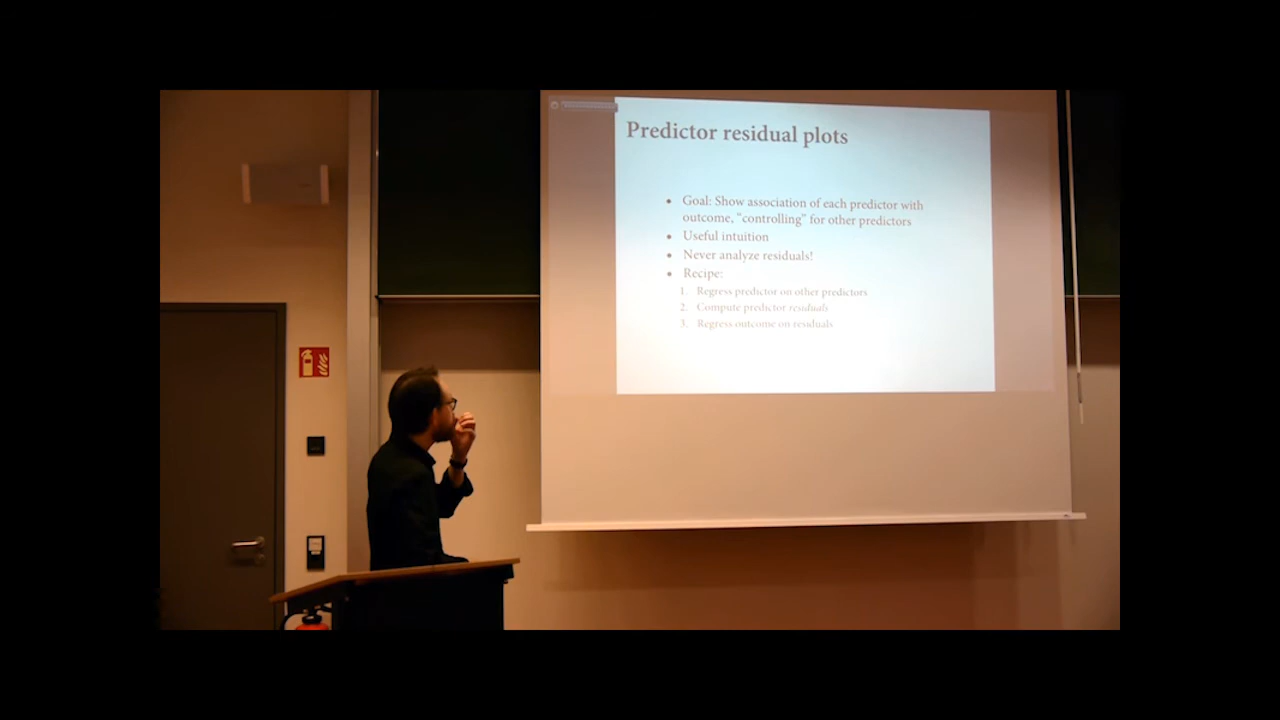 Predictor residual plots
• Goal: Show association of each predictor with
outcome, "controlling" for other predictors
• Useful intuition
• Never analyze residuals!
• Recipe:
1. Regress predictor on other predictors
2. Compute predictor residuals
3. Regress outcome on residuals